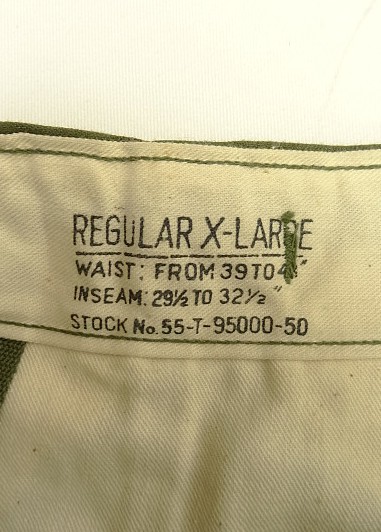 REGULAR X-LARGE
WAIST: FROM 39 TO
INSEAM: 29½ TO 32½"
STOCK No. 55-T-95000-50